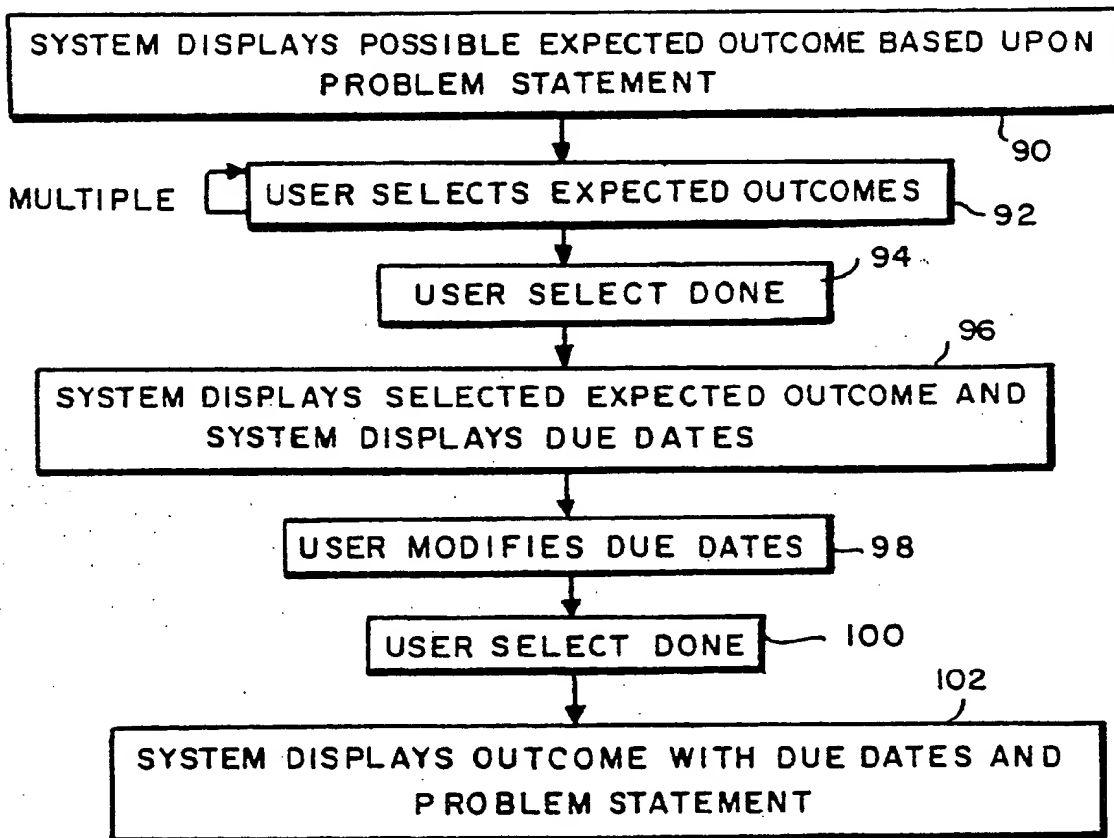 SYSTEM DISPLAYS POSSIBLE EXPECTED OUTCOME BASED UPON
PROBLEM STATEMENT
90
MULTIPLE
USER SELECTS EXPECTED OUTCOMES
92
94
USER SELECT DONE
96
SYSTEM DISPLAYS SELECTED EXPECTED OUTCOME AND
SYSTEM DISPLAYS DUE DATES
USER MODIFIES DUE DATES
98
USER SELECT DONE
100
102
SYSTEM DISPLAYS OUTCOME WITH DUE DATES AND
PROBLEM STATEMENT